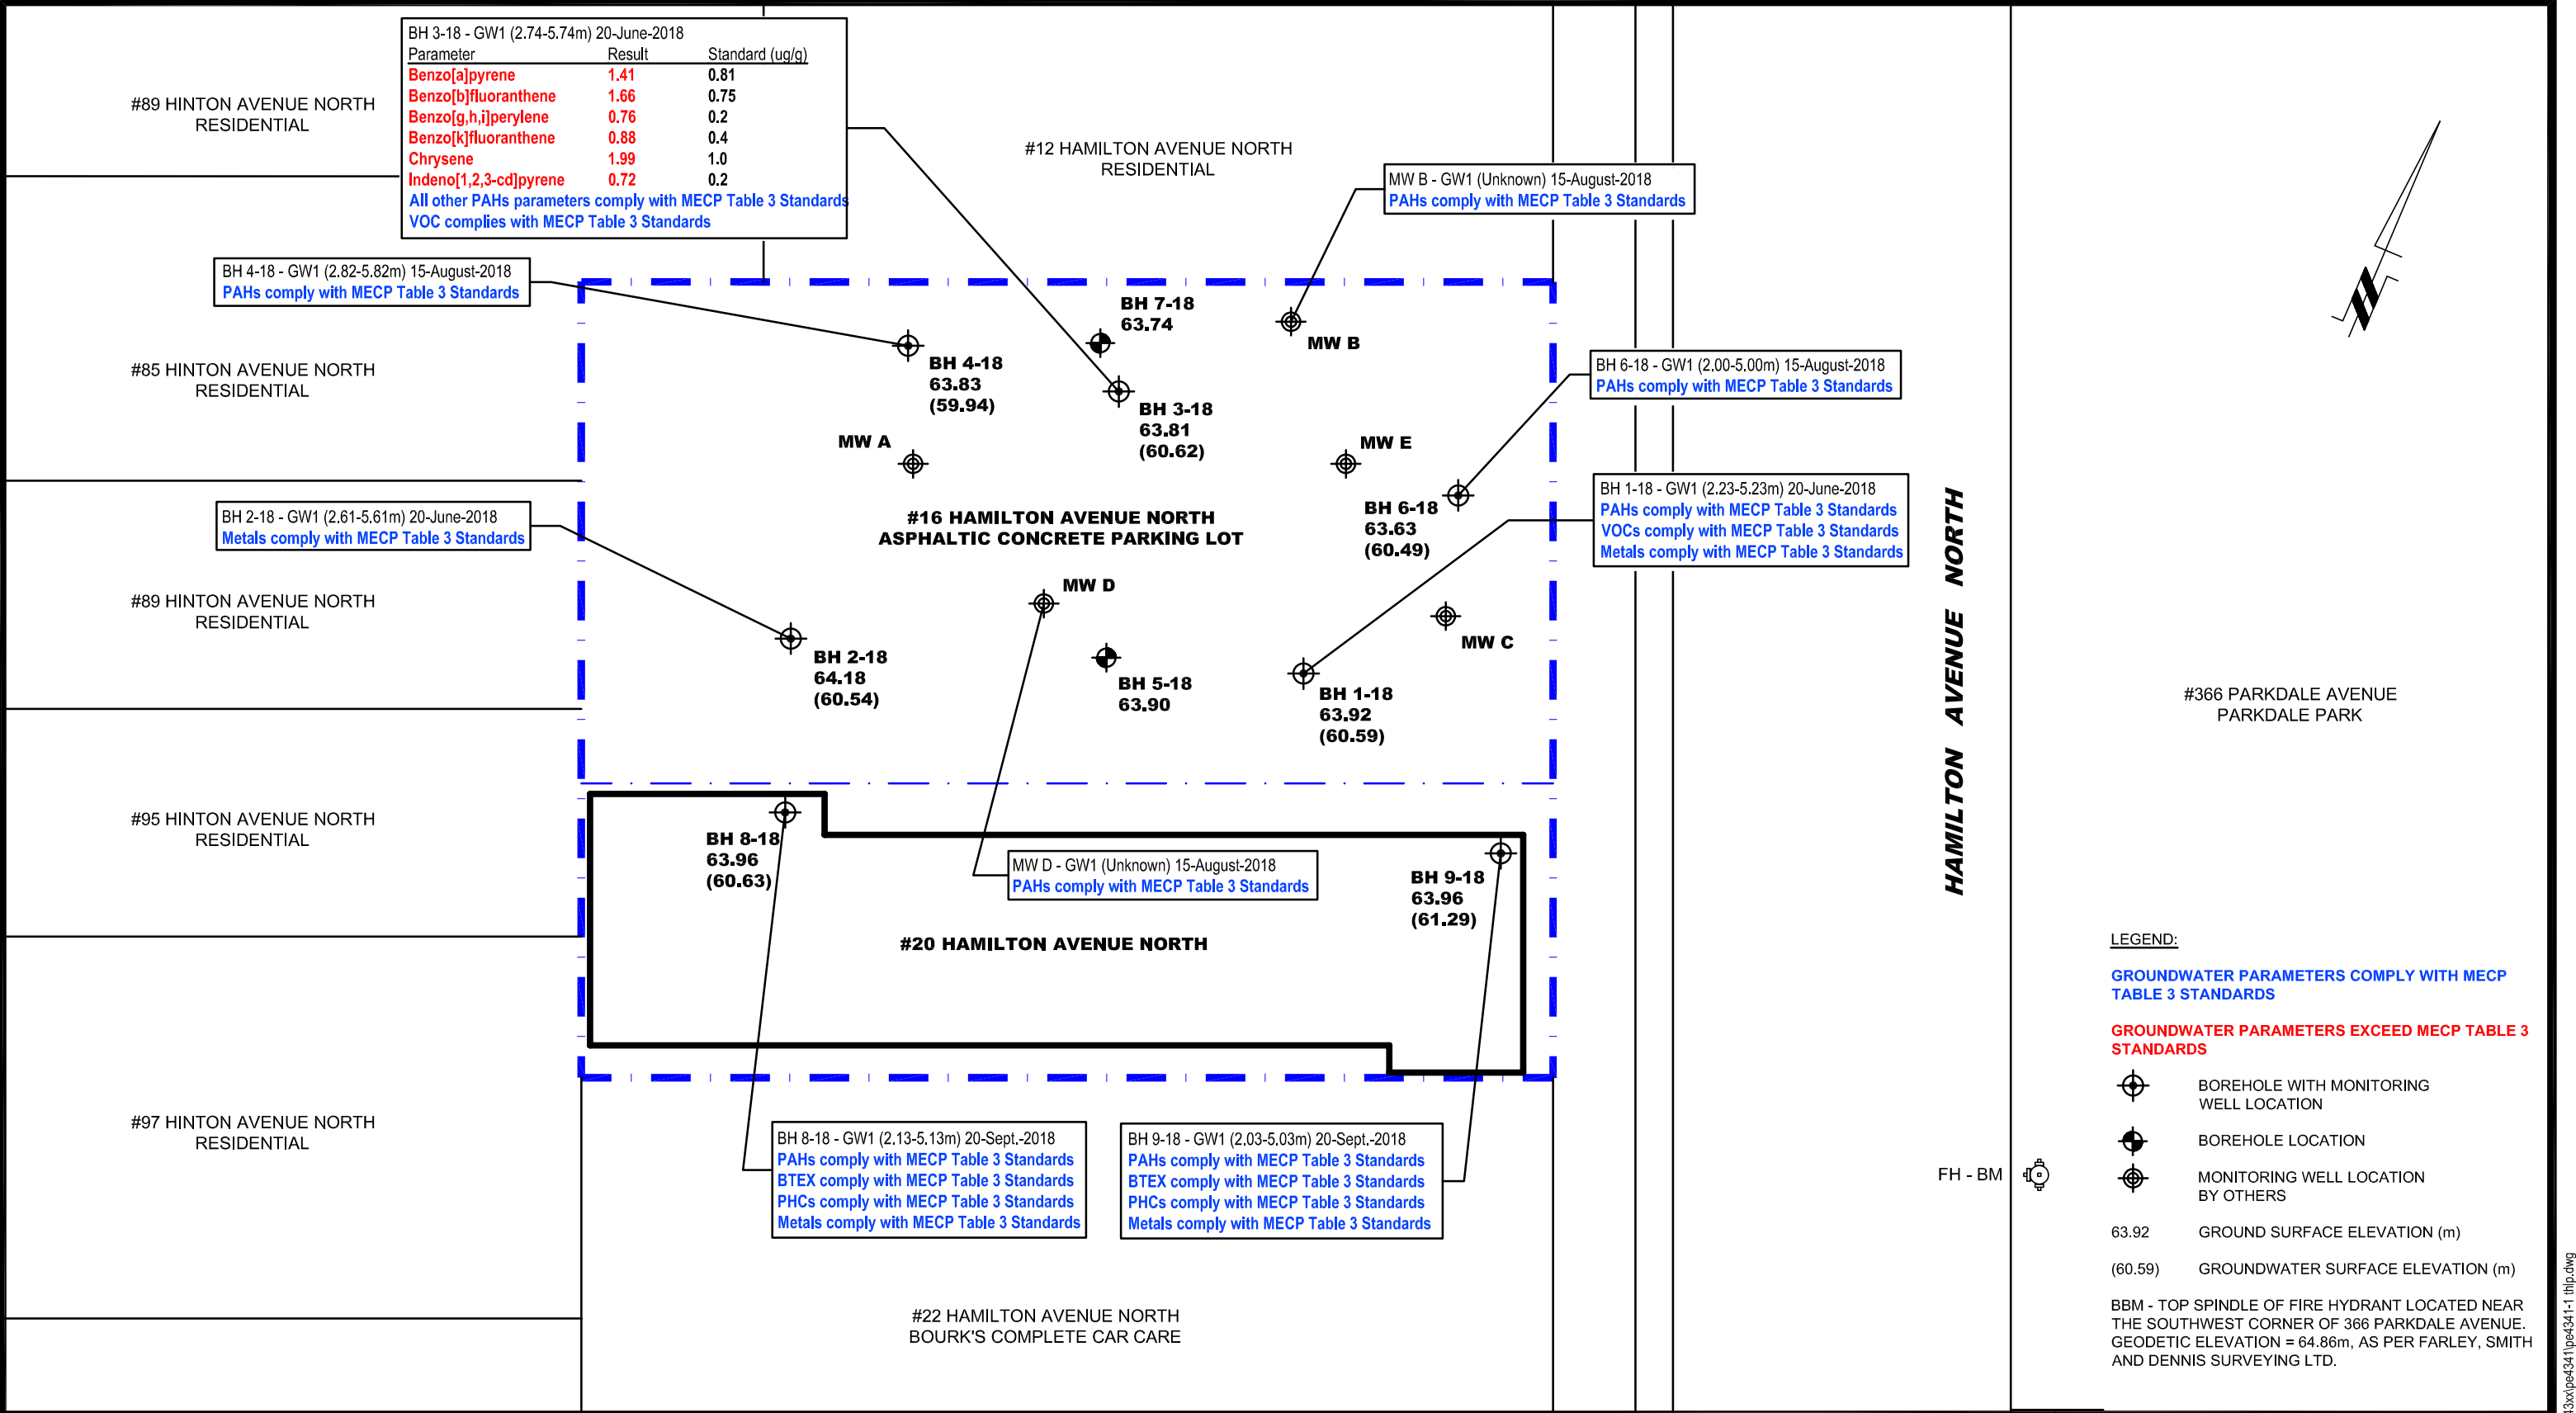 BH 3-18 - GW1 (2.74-5.74m) 20-June-2018
Parameter Result Standard (ug/g)
Benzo[a]pyrene 1.41 0.81
Benzo[b]fluoranthene 1.66 0.75
Benzo[g,h,i]perylene 0.76 0.2
Benzo[k]fluoranthene 0.88 0.4
Chrysene 1.99 1.0
Indeno[1,2,3-cd]pyrene 0.72 0.2
All other PAHs parameters comply with MECP Table 3 Standards
VOC complies with MECP Table 3 Standards
#89 HINTON AVENUE NORTH
RESIDENTIAL
#12 HAMILTON AVENUE NORTH
RESIDENTIAL
MW B - GW1 (Unknown) 15-August-2018
PAHs comply with MECP Table 3 Standards
BH 4-18 - GW1 (2.82-5.82m) 15-August-2018
PAHs comply with MECP Table 3 Standards
BH 7-18
63.74
MW B
BH 4-18
63.83
(59.94)
BH 3-18
63.81
(60.62)
#85 HINTON AVENUE NORTH
RESIDENTIAL
BH 6-18 - GW1 (2.00-5.00m) 15-August-2018
PAHs comply with MECP Table 3 Standards
MW A
MW E
BH 6-18
63.63
(60.49)
BH 1-18 - GW1 (2.23-5.23m) 20-June-2018
PAHs comply with MECP Table 3 Standards
VOCs comply with MECP Table 3 Standards
Metals comply with MECP Table 3 Standards
BH 2-18 - GW1 (2.61-5.61m) 20-June-2018
Metals comply with MECP Table 3 Standards
#16 HAMILTON AVENUE NORTH
ASPHALTIC CONCRETE PARKING LOT
#89 HINTON AVENUE NORTH
RESIDENTIAL
MW D
MW C
BH 2-18
64.18
(60.54)
BH 5-18
63.90
BH 1-18
63.92
(60.59)
HAMILTON AVENUE NORTH
#366 PARKDALE AVENUE
PARKDALE PARK
#95 HINTON AVENUE NORTH
RESIDENTIAL
BH 8-18
63.96
(60.63)
MW D - GW1 (Unknown) 15-August-2018
PAHs comply with MECP Table 3 Standards
BH 9-18
63.96
(61.29)
#20 HAMILTON AVENUE NORTH
#97 HINTON AVENUE NORTH
RESIDENTIAL
BH 8-18 - GW1 (2.13-5.13m) 20-Sept.-2018
PAHs comply with MECP Table 3 Standards
BTEX comply with MECP Table 3 Standards
PHCs comply with MECP Table 3 Standards
Metals comply with MECP Table 3 Standards
BH 9-18 - GW1 (2.03-5.03m) 20-Sept.-2018
PAHs comply with MECP Table 3 Standards
BTEX comply with MECP Table 3 Standards
PHCs comply with MECP Table 3 Standards
Metals comply with MECP Table 3 Standards
#22 HAMILTON AVENUE NORTH
BOURK'S COMPLETE CAR CARE
FH - BM
LEGEND:
GROUNDWATER PARAMETERS COMPLY WITH MECP
TABLE 3 STANDARDS
GROUNDWATER PARAMETERS EXCEED MECP TABLE 3
STANDARDS
BOREHOLE WITH MONITORING
WELL LOCATION
BOREHOLE LOCATION
MONITORING WELL LOCATION
BY OTHERS
63.92 GROUND SURFACE ELEVATION (m)
(60.59) GROUNDWATER SURFACE ELEVATION (m)
BBM - TOP SPINDLE OF FIRE HYDRANT LOCATED NEAR
THE SOUTHWEST CORNER OF 366 PARKDALE AVENUE.
GEODETIC ELEVATION = 64.86m, AS PER FARLEY, SMITH
AND DENNIS SURVEYING LTD.
43xx\pe4341\pe4341-1 thlp.dwg